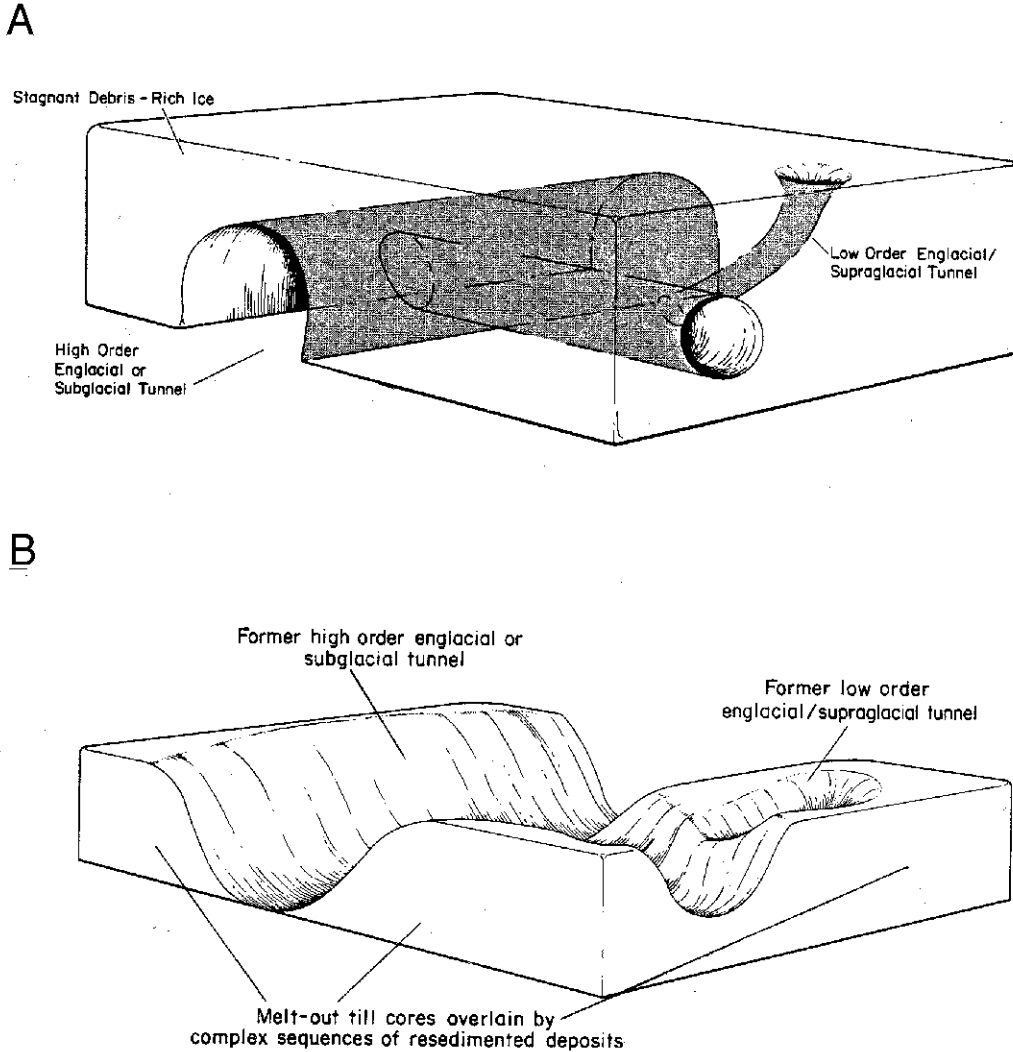 A
Stagnant Debris-Rich Ice
Low Order Englacial/
Supraglacial Tunnel
High Order
Englacial or
Subglacial Tunnel
B
Former high order englacial or
subglacial tunnel
Former low order
englacial/supraglacial tunnel
Melt-out till cores overlain by
complex sequences of resedimented deposits